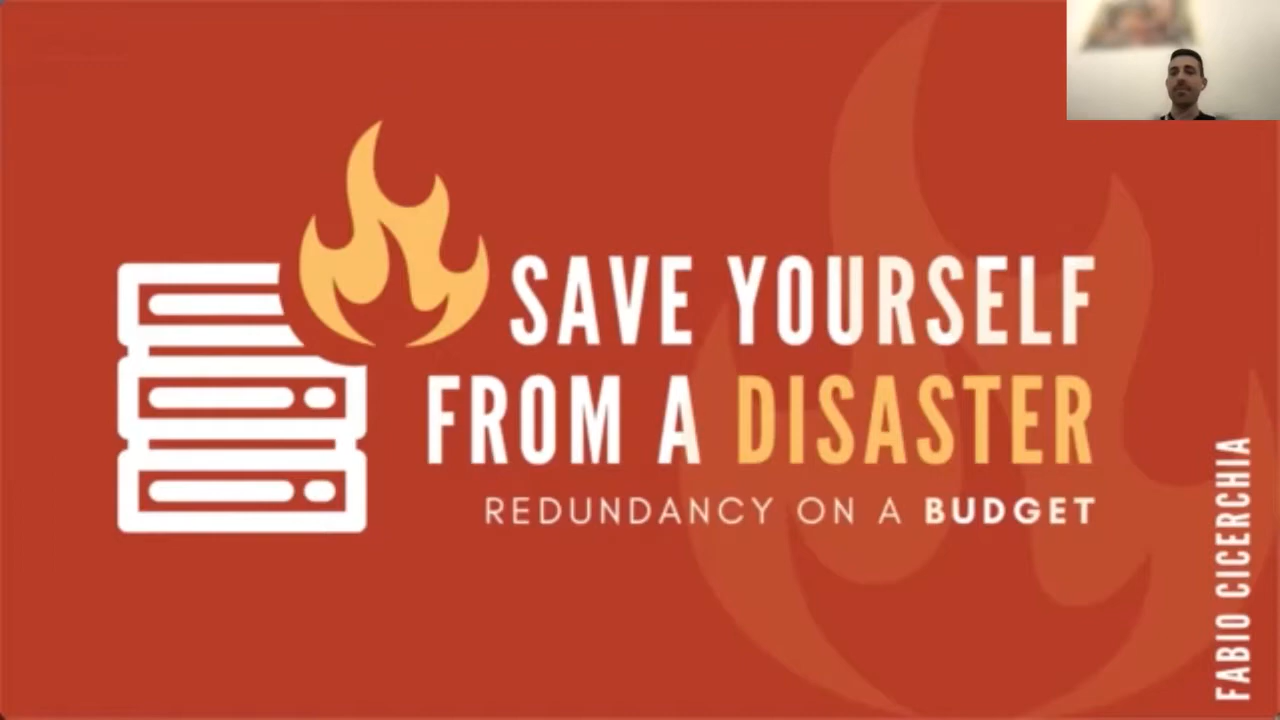 SAVE YOURSELF
FROM A DISASTER
REDUNDANCY ON A BUDGET
FABIO CICERCHIA